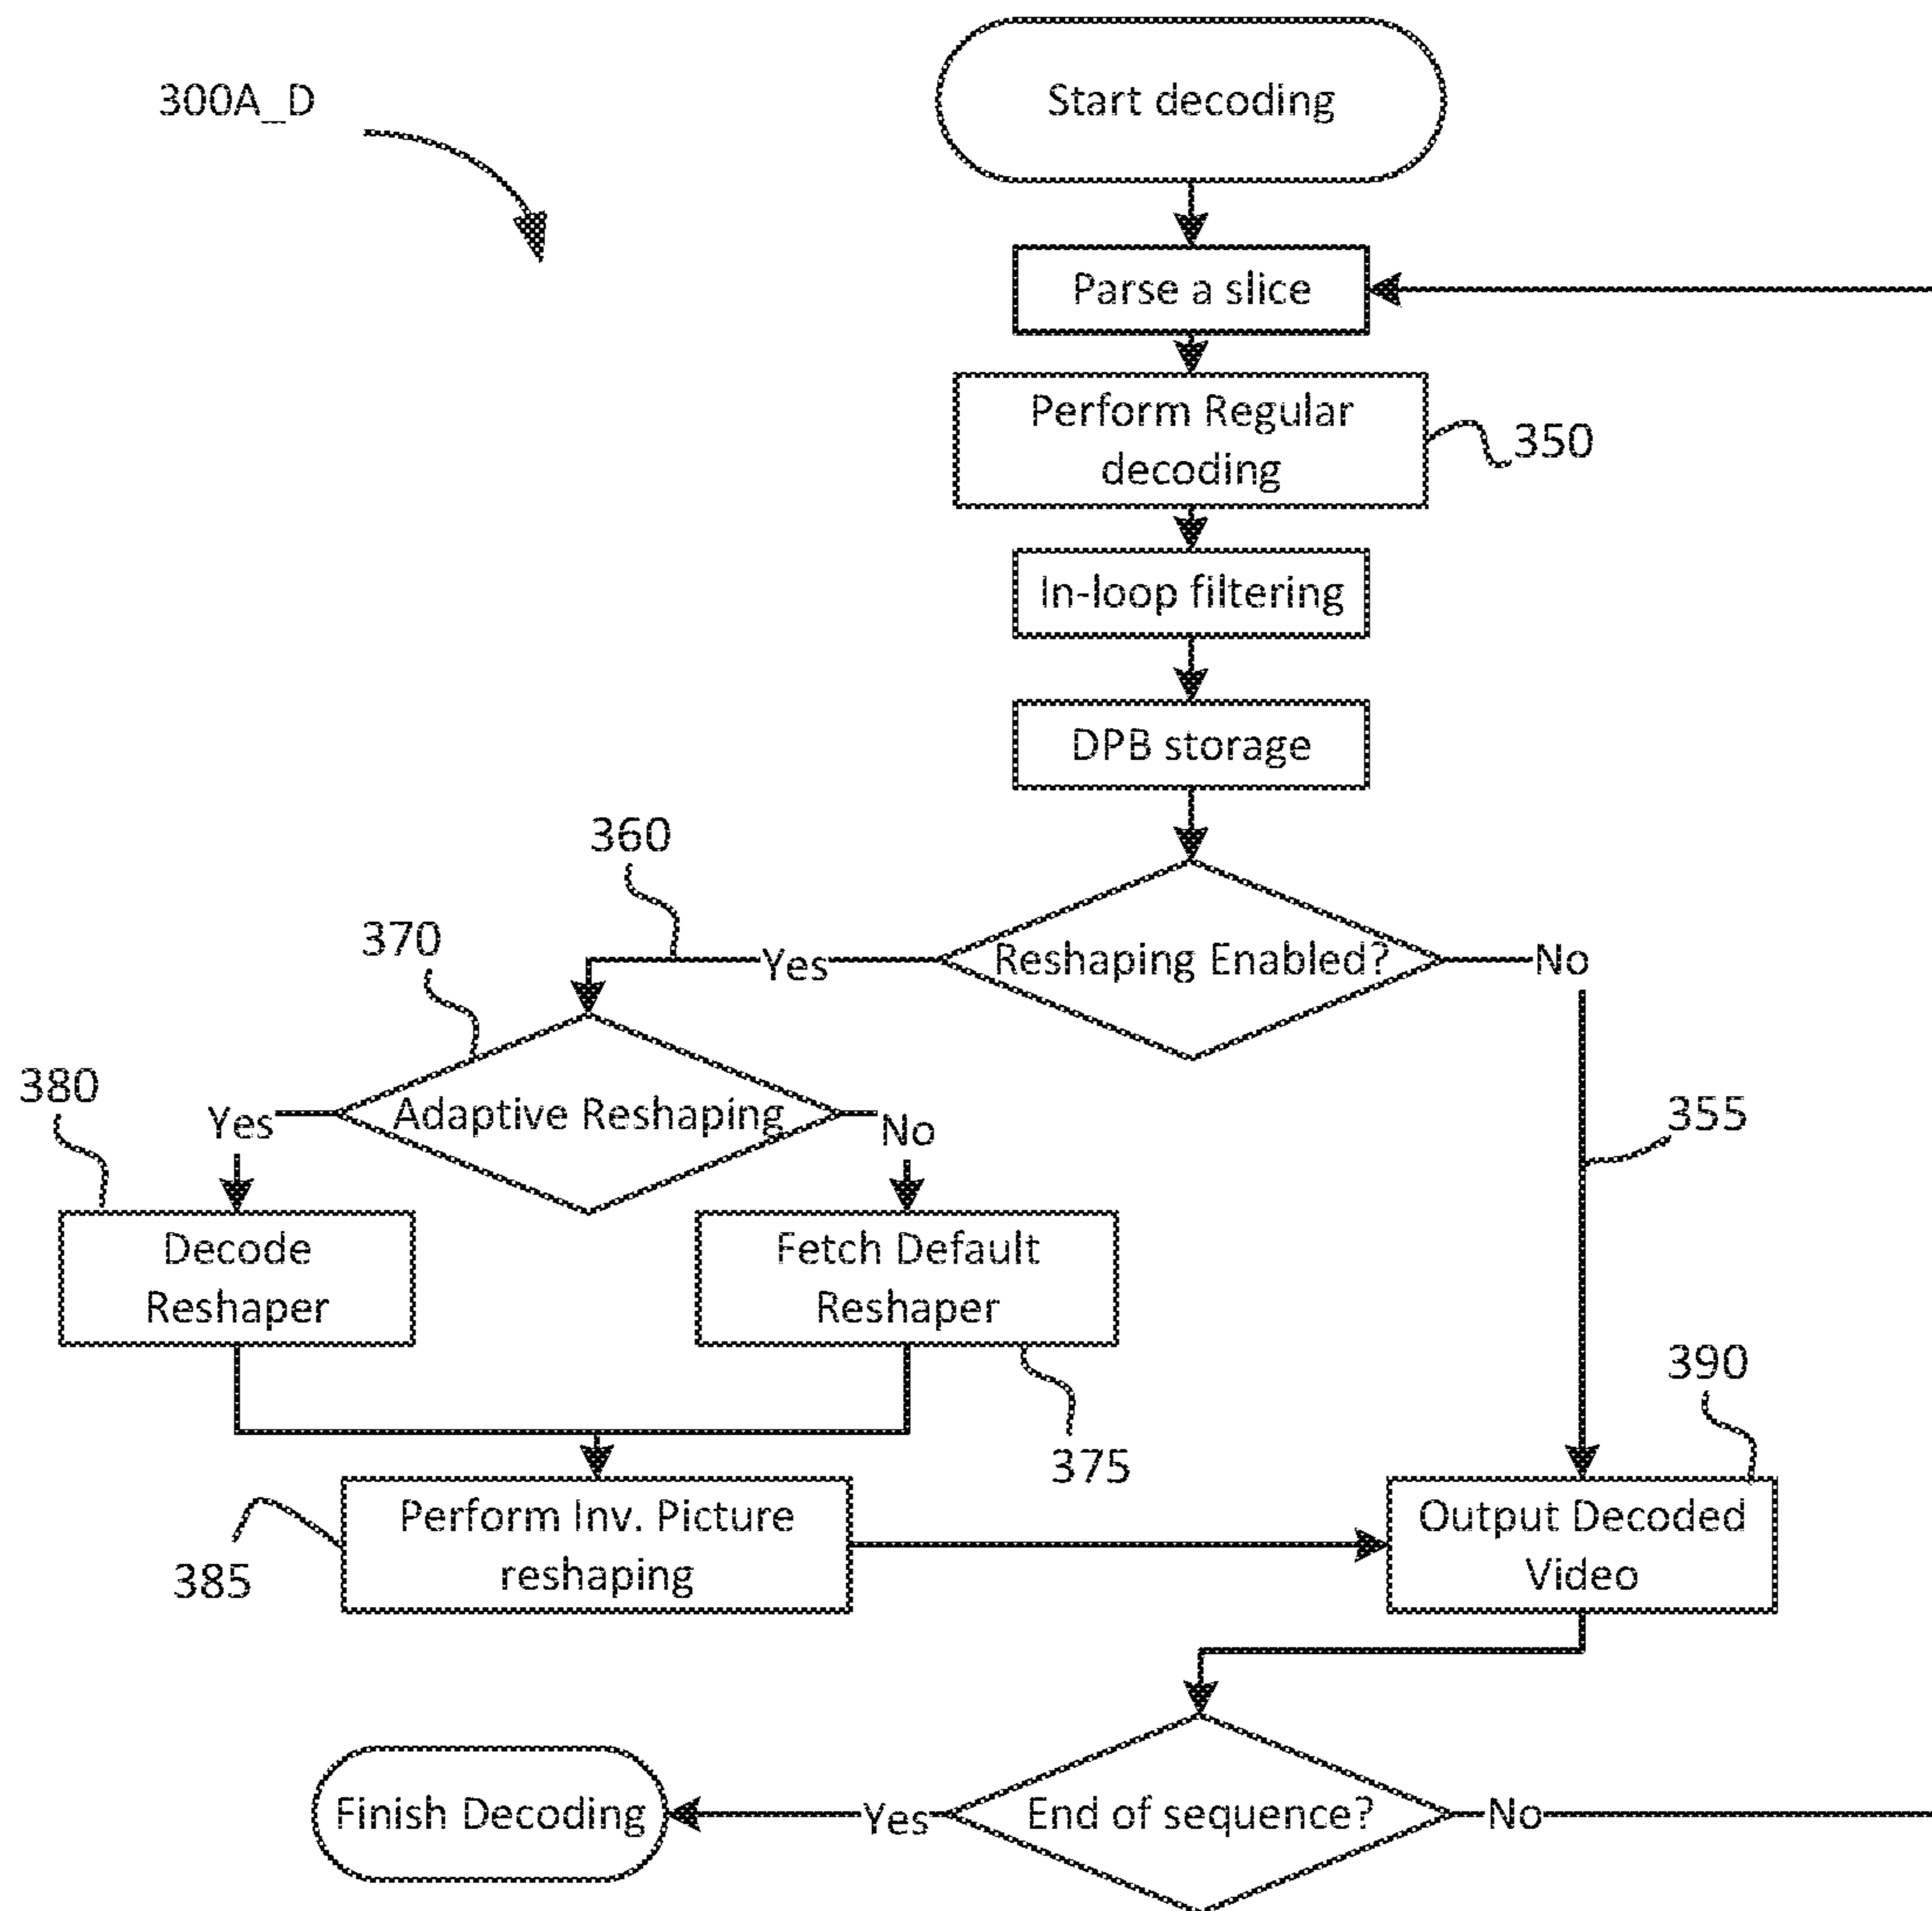 300A_D
Start decoding
Parse a slice
Perform Regular
decoding
350
In-loop filtering
DPB storage
360
370
Yes
Reshaping Enabled?
No
380
Yes
Adaptive Reshaping
No
355
Decode
Reshaper
Fetch Default
Reshaper
390
375
Perform Inv. Picture
reshaping
Output Decoded
Video
385
Finish Decoding
Yes
End of sequence?
No